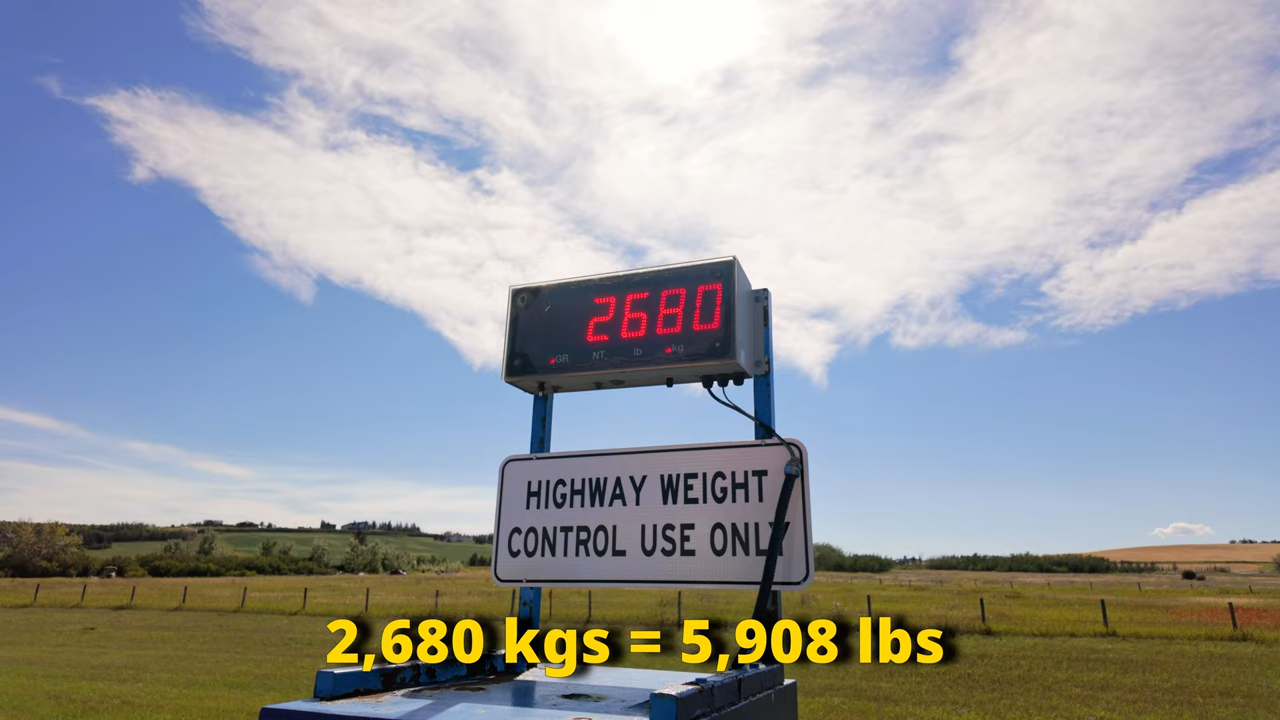 2680
GR NT lb kg
HIGHWAY WEIGHT
CONTROL USE ONLY
2,680 kgs = 5,908 lbs